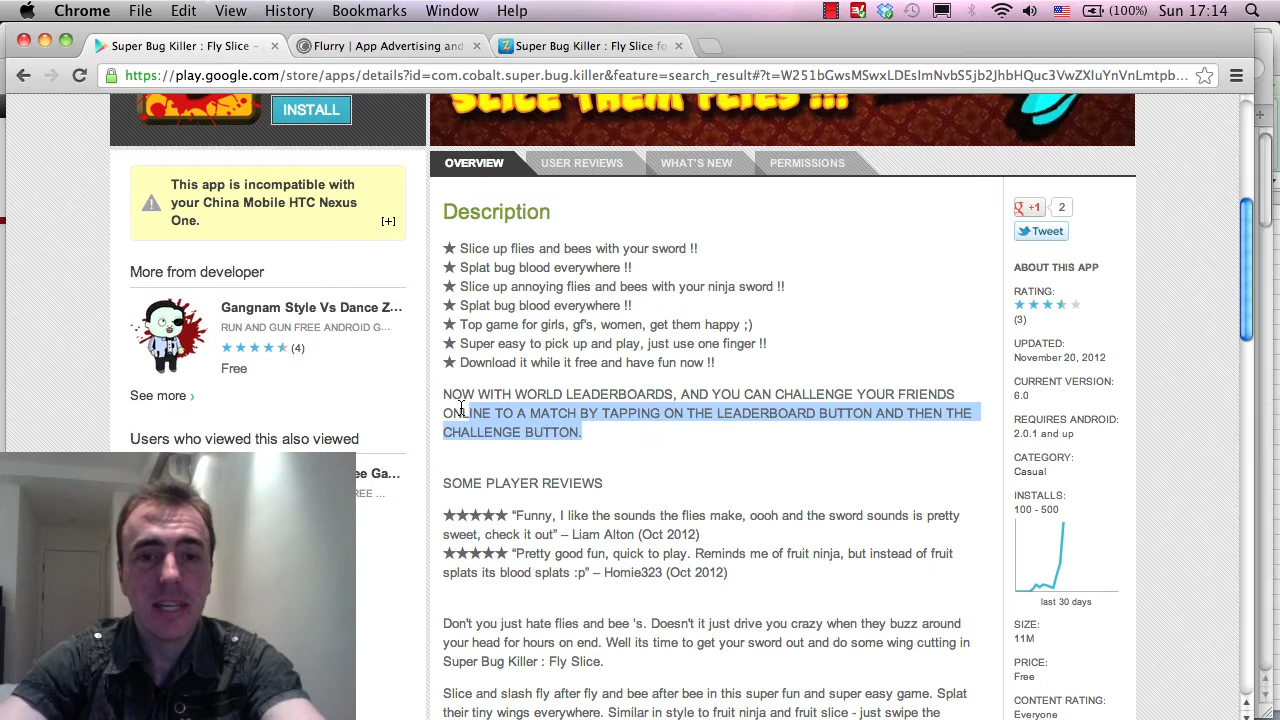 Chrome File Edit View History Bookmarks Window Help (100%) Sun 17:14
Super Bug Killer : Fly Slice – × Flurry | App Advertising and × Super Bug Killer : Fly Slice fo ×
INSTALL
SLICE THEM FLIES !!!
OVERVIEW USER REVIEWS WHAT'S NEW PERMISSIONS
This app is incompatible with
your China Mobile HTC Nexus
One. [+]
More from developer
Gangnam Style Vs Dance Z...
RUN AND GUN FREE ANDROID G...
(4)
Free
See more ›
Users who viewed this also viewed
ee Ga...
FREE ...
Description
★ Slice up flies and bees with your sword !!
★ Splat bug blood everywhere !!
★ Slice up annoying flies and bees with your ninja sword !!
★ Splat bug blood everywhere !!
★ Top game for girls, gf's, women, get them happy ;)
★ Super easy to pick up and play, just use one finger !!
★ Download it while it free and have fun now !!
NOW WITH WORLD LEADERBOARDS, AND YOU CAN CHALLENGE YOUR FRIENDS
ONLINE TO A MATCH BY TAPPING ON THE LEADERBOARD BUTTON AND THEN THE
CHALLENGE BUTTON.
SOME PLAYER REVIEWS
★★★★★ “Funny, I like the sounds the flies make, oooh and the sword sounds is pretty
sweet, check it out” – Liam Alton (Oct 2012)
★★★★★ “Pretty good fun, quick to play. Reminds me of fruit ninja, but instead of fruit
splats its blood splats :p” – Homie323 (Oct 2012)
Don't you just hate flies and bee 's. Doesn't it just drive you crazy when they buzz around
your head for hours on end. Well its time to get your sword out and do some wing cutting in
Super Bug Killer : Fly Slice.
Slice and slash fly after fly and bee after bee in this super fun and super easy game. Splat
their tiny wings everywhere. Similar in style to fruit ninja and fruit slice - just swipe the
g +1 2
Tweet
ABOUT THIS APP
RATING:
(3)
UPDATED:
November 20, 2012
CURRENT VERSION:
6.0
REQUIRES ANDROID:
2.0.1 and up
CATEGORY:
Casual
INSTALLS:
100 - 500
last 30 days
SIZE:
11M
PRICE:
Free
CONTENT RATING:
Everyone